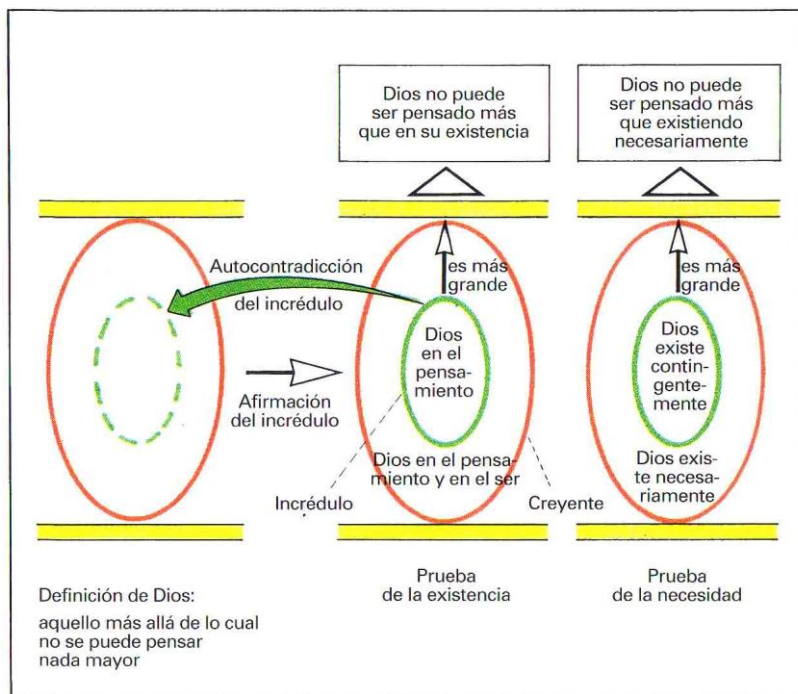 Dios no puede
ser pensado más
que en su existencia
Dios no puede
ser pensado más
que existiendo
necesariamente
Autocontradicción
del incrédulo
es más
grande
es más
grande
Dios
en el
pensa-
miento
Dios
existe
contin-
gente-
mente
Afirmación
del incrédulo
Dios en el pensa-
miento y en el ser
Dios exis-
te necesa-
riamente
Incrédulo
Creyente
Definición de Dios:
aquello más allá de lo cual
no se puede pensar
nada mayor
Prueba
de la existencia
Prueba
de la necesidad